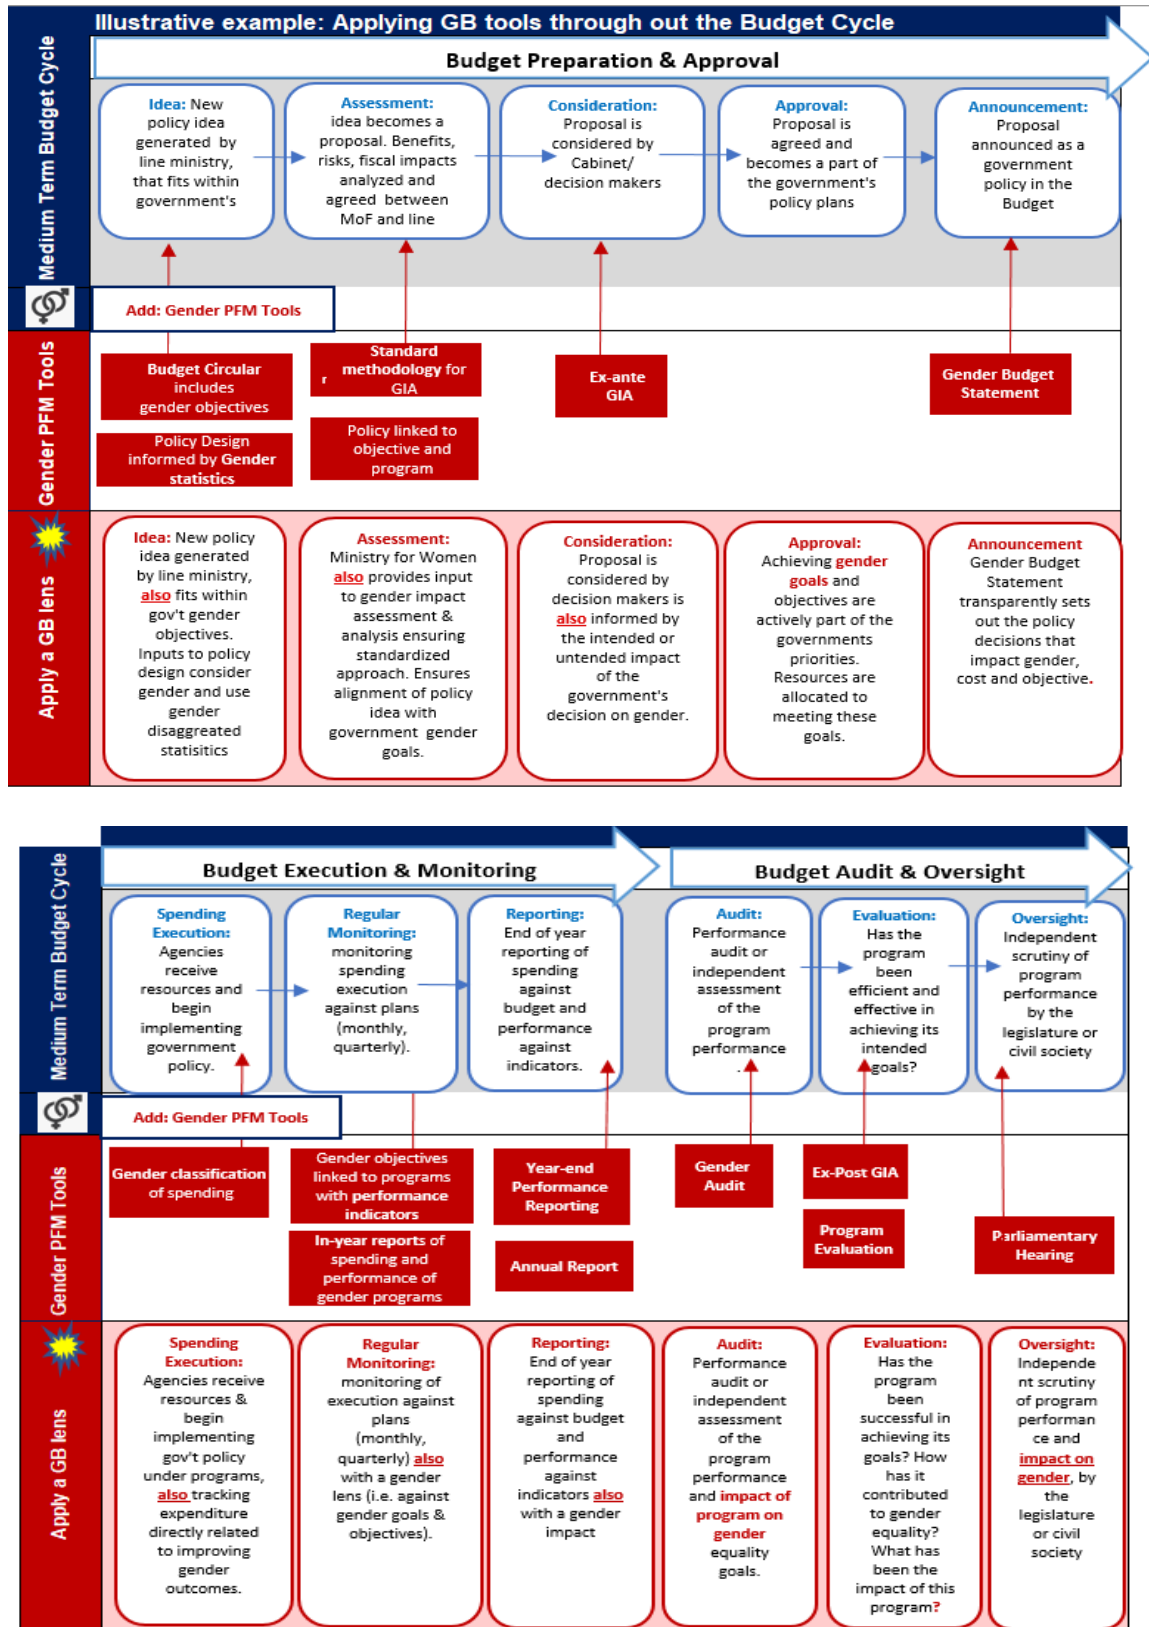 Illustrative example: Applying GB tools through out the Budget Cycle
Medium Term Budget Cycle
Budget Preparation & Approval
Idea: New
policy idea
generated by
line ministry,
that fits within
government's
Assessment:
idea becomes a
proposal. Benefits,
risks, fiscal impacts
analyzed and
agreed between
MoF and line
Consideration:
Proposal is
considered by
Cabinet/
decision makers
Approval:
Proposal is
agreed and
becomes a part of
the government's
policy plans
Announcement:
Proposal
announced as a
government
policy in the
Budget
Add: Gender PFM Tools
Gender PFM Tools
Budget Circular
includes
gender objectives
Policy Design
informed by Gender
statistics
Standard
r methodology for
GIA
Policy linked to
objective and
program
Ex-ante
GIA
Gender Budget
Statement
Apply a GB lens
Idea: New policy
idea generated
by line ministry,
also fits within
gov't gender
objectives.
Inputs to policy
design consider
gender and use
gender
disaggreated
statisitics
Assessment:
Ministry for Women
also provides input
to gender impact
assessment &
analysis ensuring
standardized
approach. Ensures
alignment of policy
idea with
government gender
goals.
Consideration:
Proposal is
considered by
decision makers is
also informed by
the intended or
untended impact
of the
government's
decision on gender.
Approval:
Achieving gender
goals and
objectives are
actively part of the
governments
priorities.
Resources are
allocated to
meeting these
goals.
Announcement
Gender Budget
Statement
transparently sets
out the policy
decisions that
impact gender,
cost and objective.
Medium Term Budget Cycle
Budget Execution & Monitoring
Budget Audit & Oversight
Spending
Execution:
Agencies
receive
resources and
begin
implementing
government
policy.
Regular
Monitoring:
monitoring
spending
execution
against plans
(monthly,
quarterly).
Reporting:
End of year
reporting of
spending
against
budget and
performance
against
indicators.
Audit:
Performance
audit or
independent
assessment
of the
program
performance
.
Evaluation:
Has the
program
been
efficient and
effective in
achieving its
intended
goals?
Oversight:
Independent
scrutiny of
program
performance
by the
legislature or
civil society
Add: Gender PFM Tools
Gender PFM Tools
Gender classification
of spending
Gender objectives
linked to programs
with performance
indicators
In-year reports of
spending and
performance of
gender programs
Year-end
Performance
Reporting
Annual Report
Gender
Audit
Ex-Post GIA
Program
Evaluation
Parliamentary
Hearing
Apply a GB lens
Spending
Execution:
Agencies receive
resources &
begin
implementing
gov't policy
under programs,
also tracking
expenditure
directly related
to improving
gender
outcomes.
Regular
Monitoring:
monitoring of
execution against
plans
(monthly,
quarterly) also
with a gender
lens (i.e. against
gender goals &
objectives).
Reporting:
End of year
reporting of
spending
against budget
and
performance
against
indicators also
with a gender
impact
Audit:
Performance
audit or
independent
assessment
of the
program
performance
and impact of
program on
gender
equality
goals.
Evaluation:
Has the
program
been
successful in
achieving its
goals? How
has it
contributed
to gender
equality?
What has
been the
impact of this
program?
Oversight:
Independe
nt scrutiny
of program
performan
ce and
impact on
gender, by
the
legislature
or civil
society